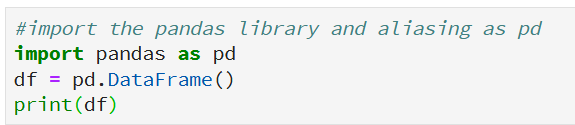 #import the pandas library and aliasing as pd
import pandas as pd
df = pd.DataFrame()
print(df)